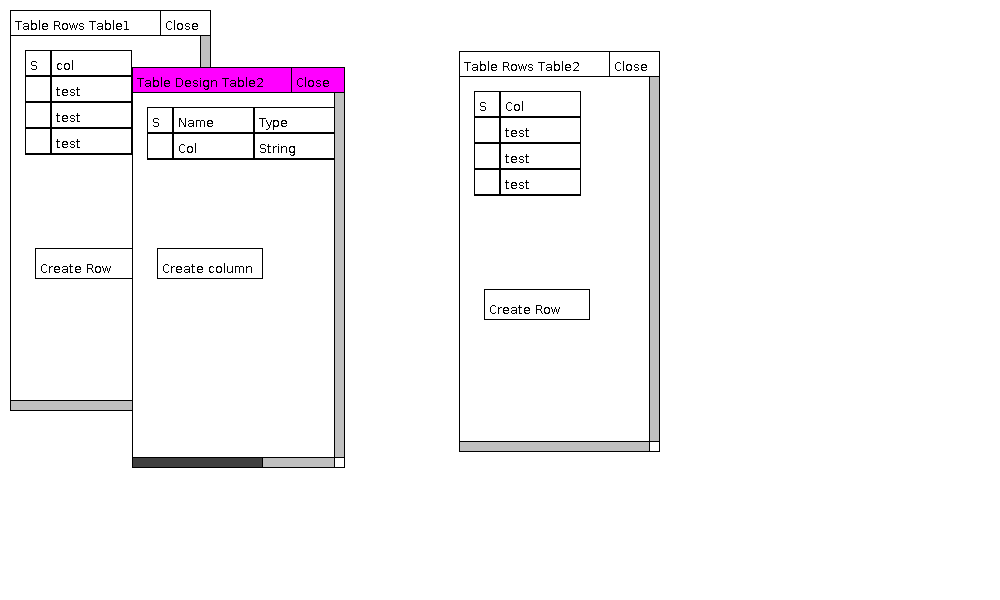 Table Rows Table1 Close
S col
test
test
test
Create Row
Table Design Table2 Close
S Name Type
Col String
Create column
Table Rows Table2 Close
S Col
test
test
test
Create Row